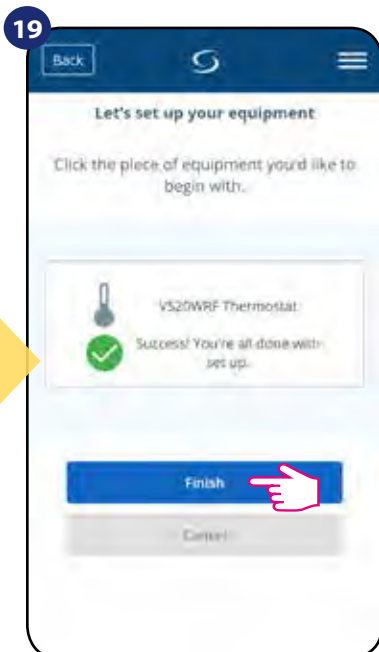 19
Back
Let's set up your equipment
Click the piece of equipment you'd like to
begin with.
VS20WRF Thermostat
Success! You're all done with
set up.
Finish
Cancel